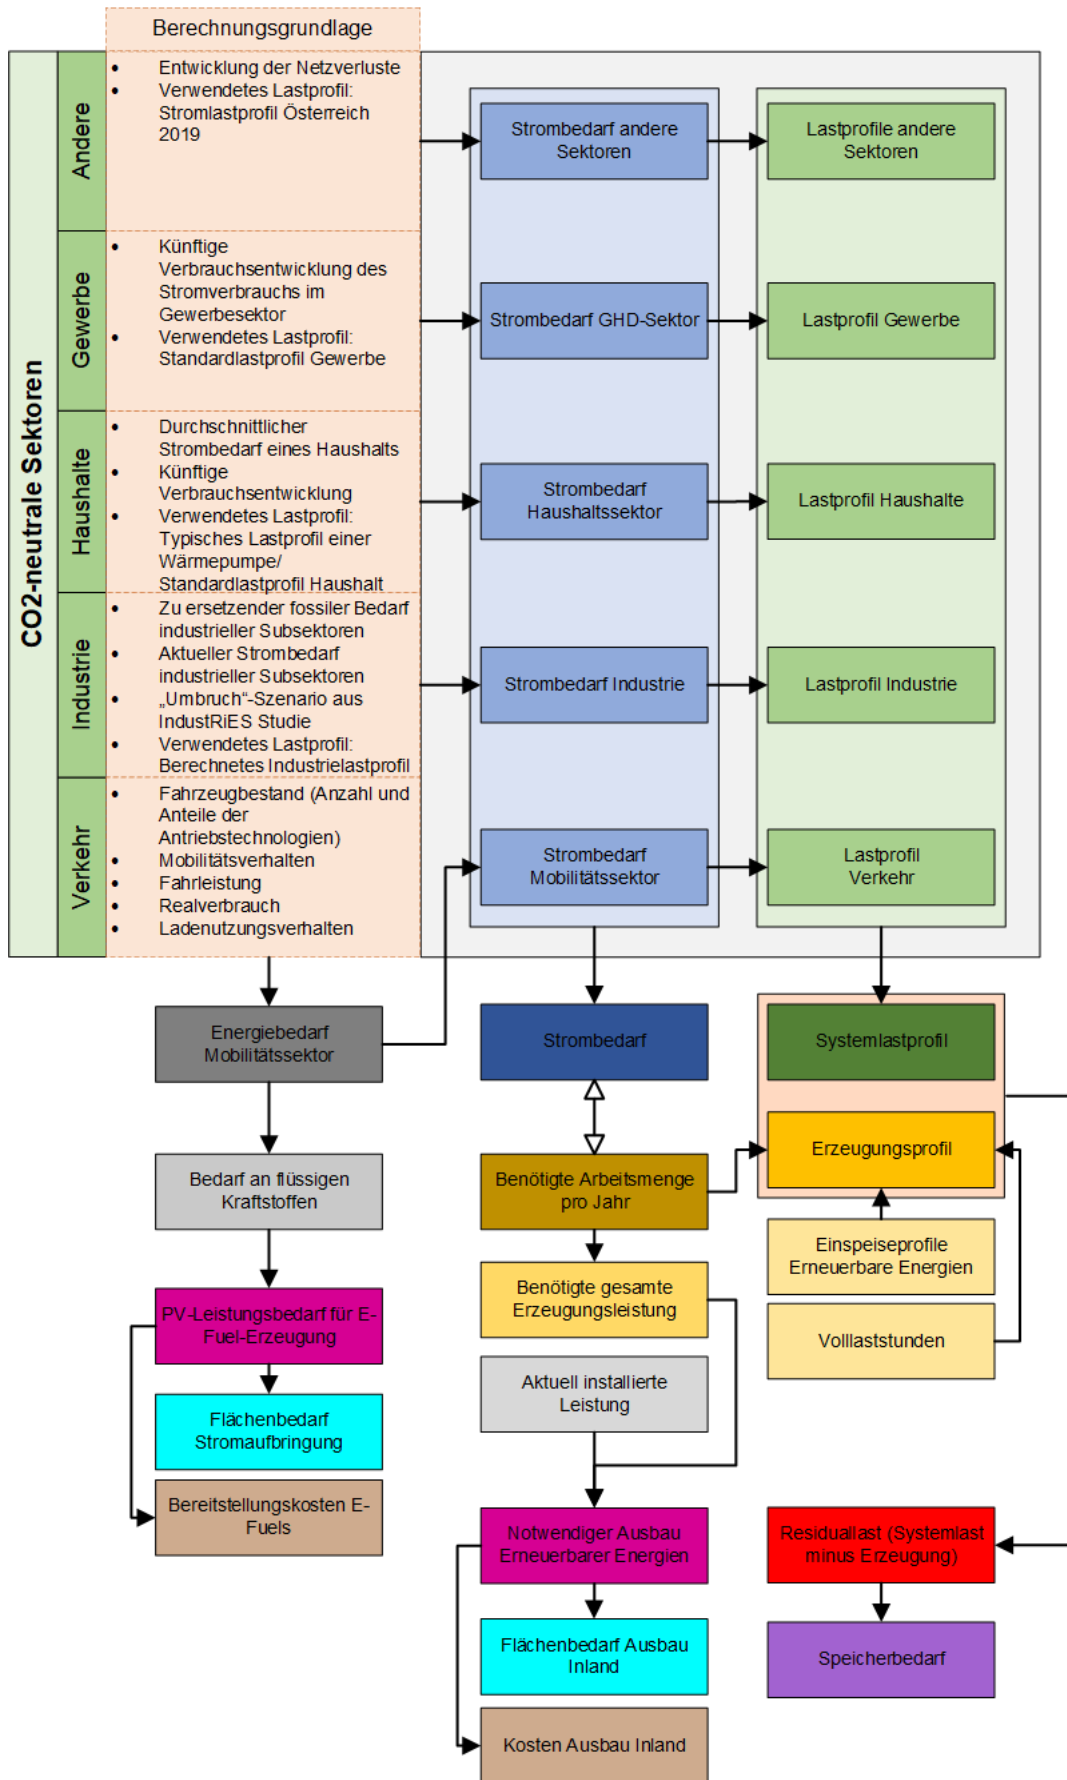 Berechnungsgrundlage
CO2-neutrale Sektoren
Andere
Entwicklung der Netzverluste
Verwendetes Lastprofil:
Stromlastprofil Österreich
2019
Strombedarf andere
Sektoren
Lastprofile andere
Sektoren
Gewerbe
Künftige
Verbrauchsentwicklung des
Stromverbrauchs im
Gewerbesektor
Verwendetes Lastprofil:
Standardlastprofil Gewerbe
Strombedarf GHD-Sektor
Lastprofil Gewerbe
Haushalte
Durchschnittlicher
Strombedarf eines Haushalts
Künftige
Verbrauchsentwicklung
Verwendetes Lastprofil:
Typisches Lastprofil einer
Wärmepumpe/
Standardlastprofil Haushalt
Strombedarf
Haushaltssektor
Lastprofil Haushalte
Industrie
Zu ersetzender fossiler Bedarf
industrieller Subsektoren
Aktueller Strombedarf
industrieller Subsektoren
„Umbruch“-Szenario aus
IndustRiES Studie
Verwendetes Lastprofil:
Berechnetes Industrielastprofil
Strombedarf Industrie
Lastprofil Industrie
Verkehr
Fahrzeugbestand (Anzahl und
Anteile der
Antriebstechnologien)
Mobilitätsverhalten
Fahrleistung
Realverbrauch
Ladenutzungsverhalten
Strombedarf
Mobilitätssektor
Lastprofil
Verkehr
Energiebedarf
Mobilitätssektor
Strombedarf
Systemlastprofil
Bedarf an flüssigen
Kraftstoffen
Benötigte Arbeitsmenge
pro Jahr
Erzeugungsprofil
Einspeiseprofile
Erneuerbare Energien
PV-Leistungsbedarf für E-
Fuel-Erzeugung
Benötigte gesamte
Erzeugungsleistung
Volllaststunden
Flächenbedarf
Stromaufbringung
Aktuell installierte
Leistung
Bereitstellungskosten E-
Fuels
Notwendiger Ausbau
Erneuerbarer Energien
Residuallast (Systemlast
minus Erzeugung)
Flächenbedarf Ausbau
Inland
Speicherbedarf
Kosten Ausbau Inland